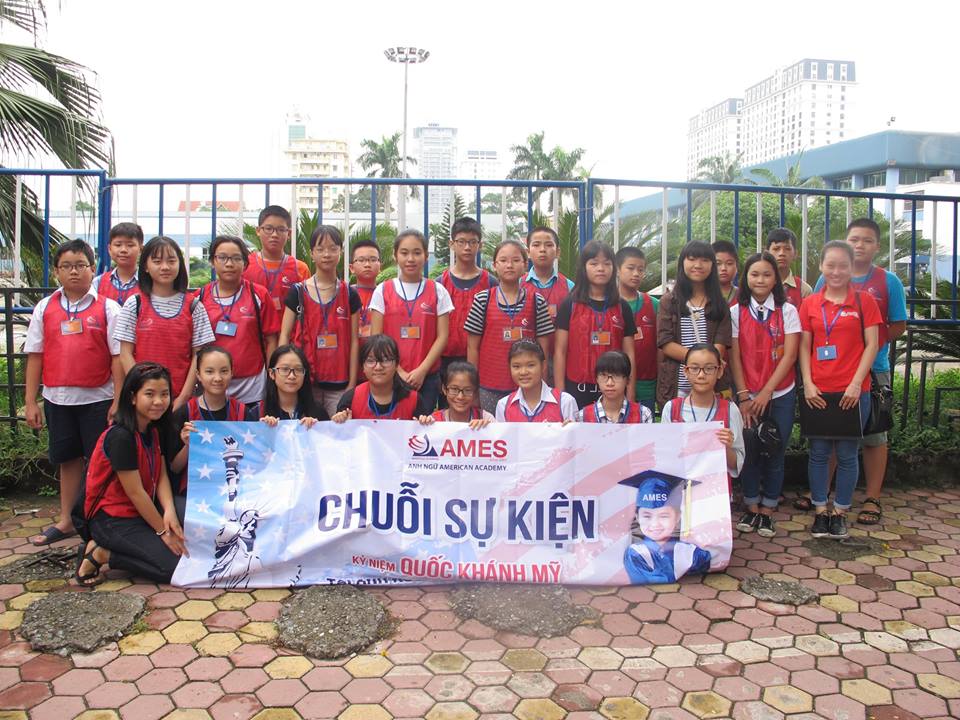 AMES
ANH NGỮ AMERICAN ACADEMY
CHUỖI SỰ KIỆN
KỶ NIỆM QUỐC KHÁNH MỸ
AMES